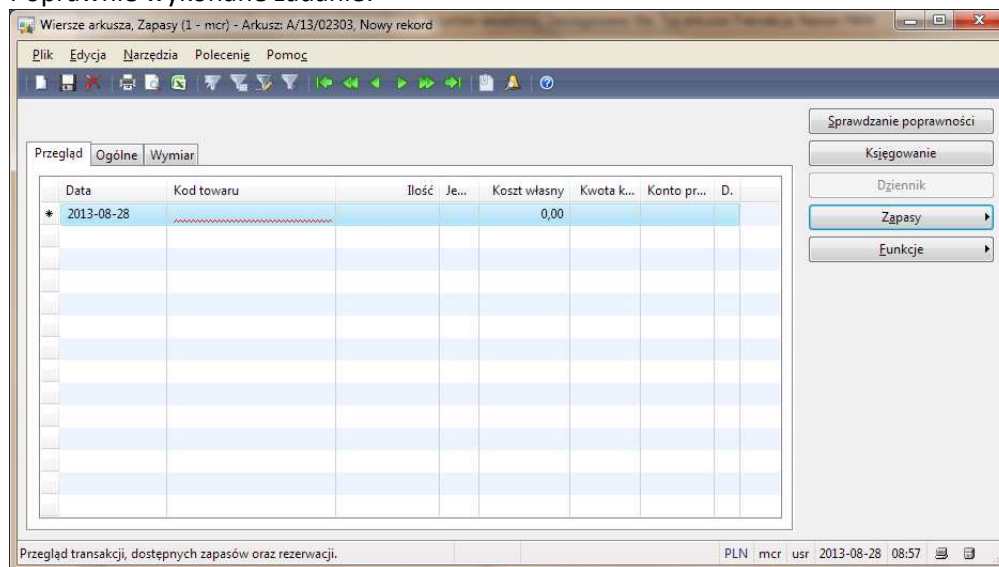 Wiersze arkusza, Zapasy (1 - mcr) - Arkusz: A/13/02303, Nowy rekord
Plik Edycja Narzędzia Polecenie Pomoc
Sprawdzanie poprawności
Przegląd Ogólne Wymiar
Księgowanie
Dziennik
Data Kod towaru Ilość Je... Koszt własny Kwota k... Konto pr... D.
* 2013-08-28 0,00
Zapasy
Funkcje
Przegląd transakcji, dostępnych zapasów oraz rezerwacji. PLN mcr usr 2013-08-28 08:57